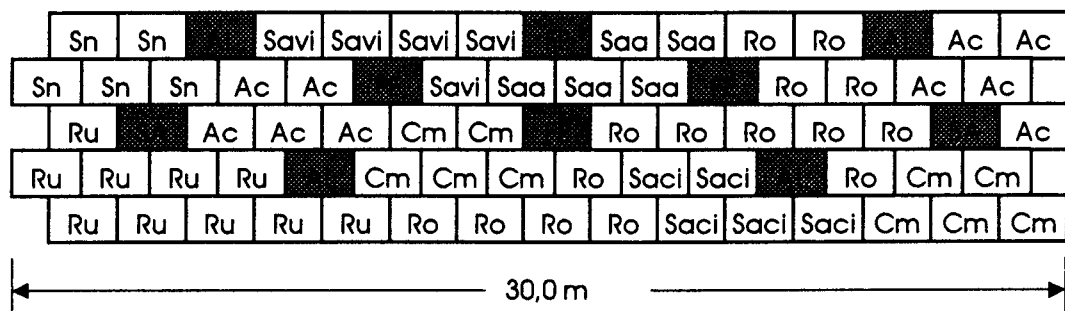 Sn Sn Savi Savi Savi Savi Saa Saa Ro Ro Ac Ac
Sn Sn Sn Ac Ac Savi Saa Saa Saa Ro Ro Ac Ac
Ru Ac Ac Ac Cm Cm Ro Ro Ro Ro Ro Ac
Ru Ru Ru Ru Cm Cm Cm Ro Saci Saci Ro Cm Cm
Ru Ru Ru Ru Ru Ro Ro Ro Ro Saci Saci Saci Cm Cm Cm
30,0 m